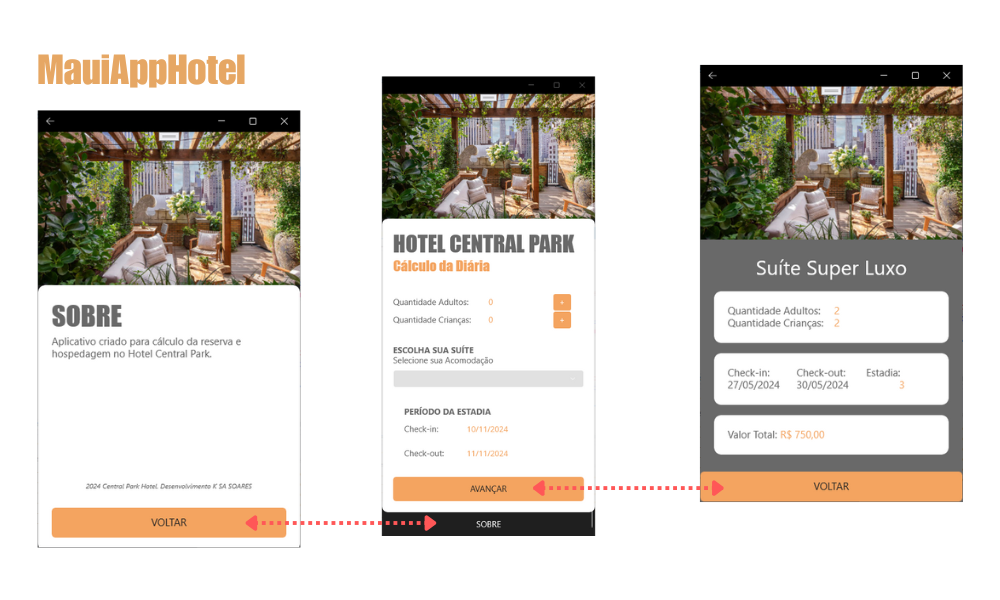 MauiAppHotel
SOBRE
Aplicativo criado para cálculo da reserva e
hospedagem no Hotel Central Park.
2024 Central Park Hotel, Desenvolvimento K SA SOARES
VOLTAR
HOTEL CENTRAL PARK
Cálculo da Diária
Quantidade Adultos: 0 +
Quantidade Crianças: 0 +
ESCOLHA SUA SUÍTE
Selecione sua Acomodação
PERÍODO DA ESTADIA
Check-in: 10/11/2024
Check-out: 11/11/2024
AVANÇAR
SOBRE
Suíte Super Luxo
Quantidade Adultos: 2
Quantidade Crianças: 2
Check-in: Check-out: Estadia:
27/05/2024 30/05/2024 3
Valor Total: R$ 750,00
VOLTAR